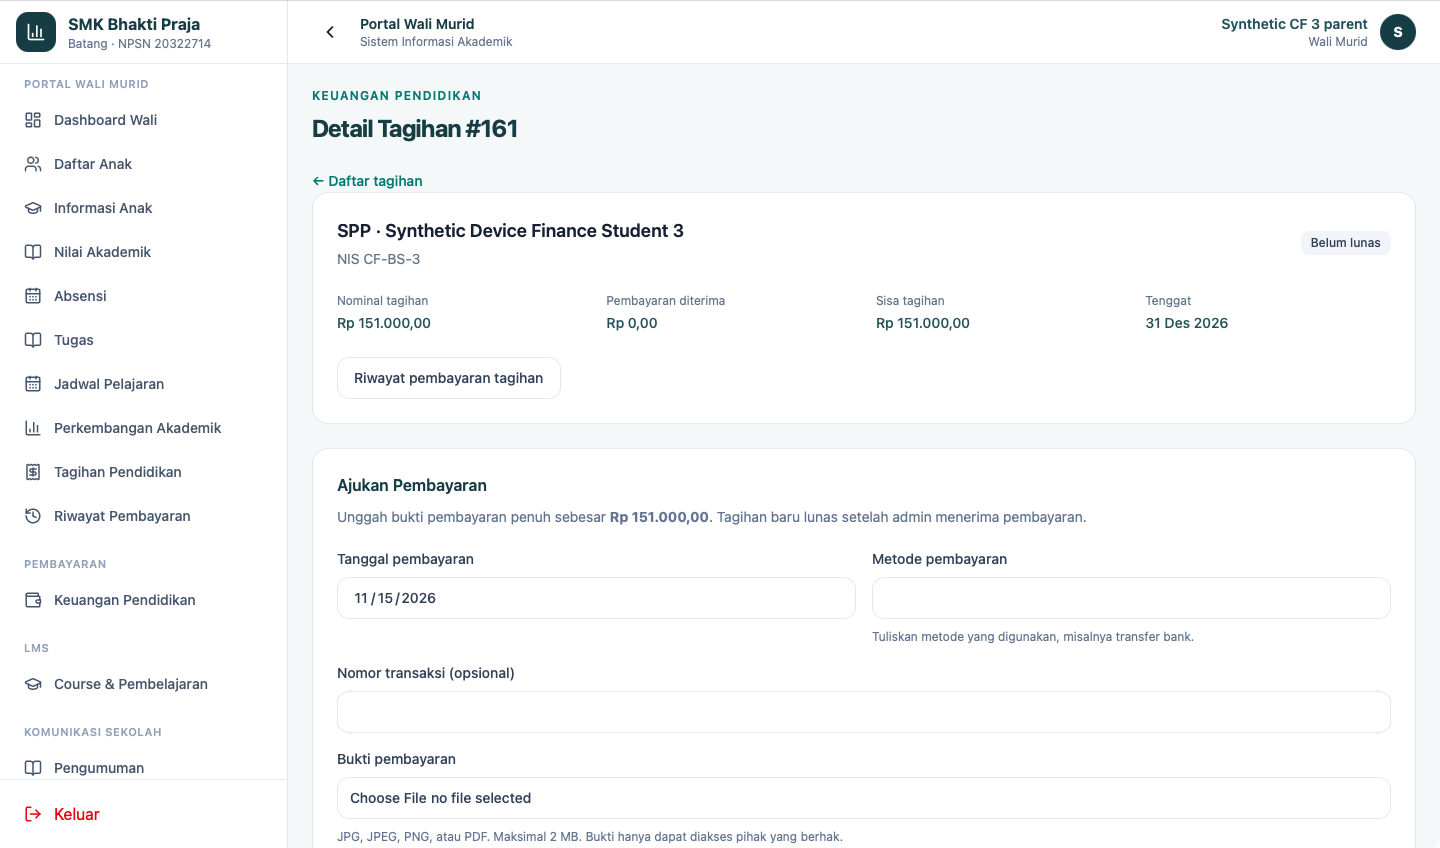 SMK Bhakti Praja
Batang · NPSN 20322714
PORTAL WALI MURID
Dashboard Wali
Daftar Anak
Informasi Anak
Nilai Akademik
Absensi
Tugas
Jadwal Pelajaran
Perkembangan Akademik
Tagihan Pendidikan
Riwayat Pembayaran
PEMBAYARAN
Keuangan Pendidikan
LMS
Course & Pembelajaran
KOMUNIKASI SEKOLAH
Pengumuman
Keluar
Portal Wali Murid
Sistem Informasi Akademik
Synthetic CF 3 parent
Wali Murid
S
KEUANGAN PENDIDIKAN
Detail Tagihan #161
← Daftar tagihan
SPP · Synthetic Device Finance Student 3
NIS CF-BS-3
Belum lunas
Nominal tagihan
Rp 151.000,00
Pembayaran diterima
Rp 0,00
Sisa tagihan
Rp 151.000,00
Tenggat
31 Des 2026
Riwayat pembayaran tagihan
Ajukan Pembayaran
Unggah bukti pembayaran penuh sebesar Rp 151.000,00. Tagihan baru lunas setelah admin menerima pembayaran.
Tanggal pembayaran
11/15/2026
Metode pembayaran
Tuliskan metode yang digunakan, misalnya transfer bank.
Nomor transaksi (opsional)
Bukti pembayaran
Choose File no file selected
JPG, JPEG, PNG, atau PDF. Maksimal 2 MB. Bukti hanya dapat diakses pihak yang berhak.